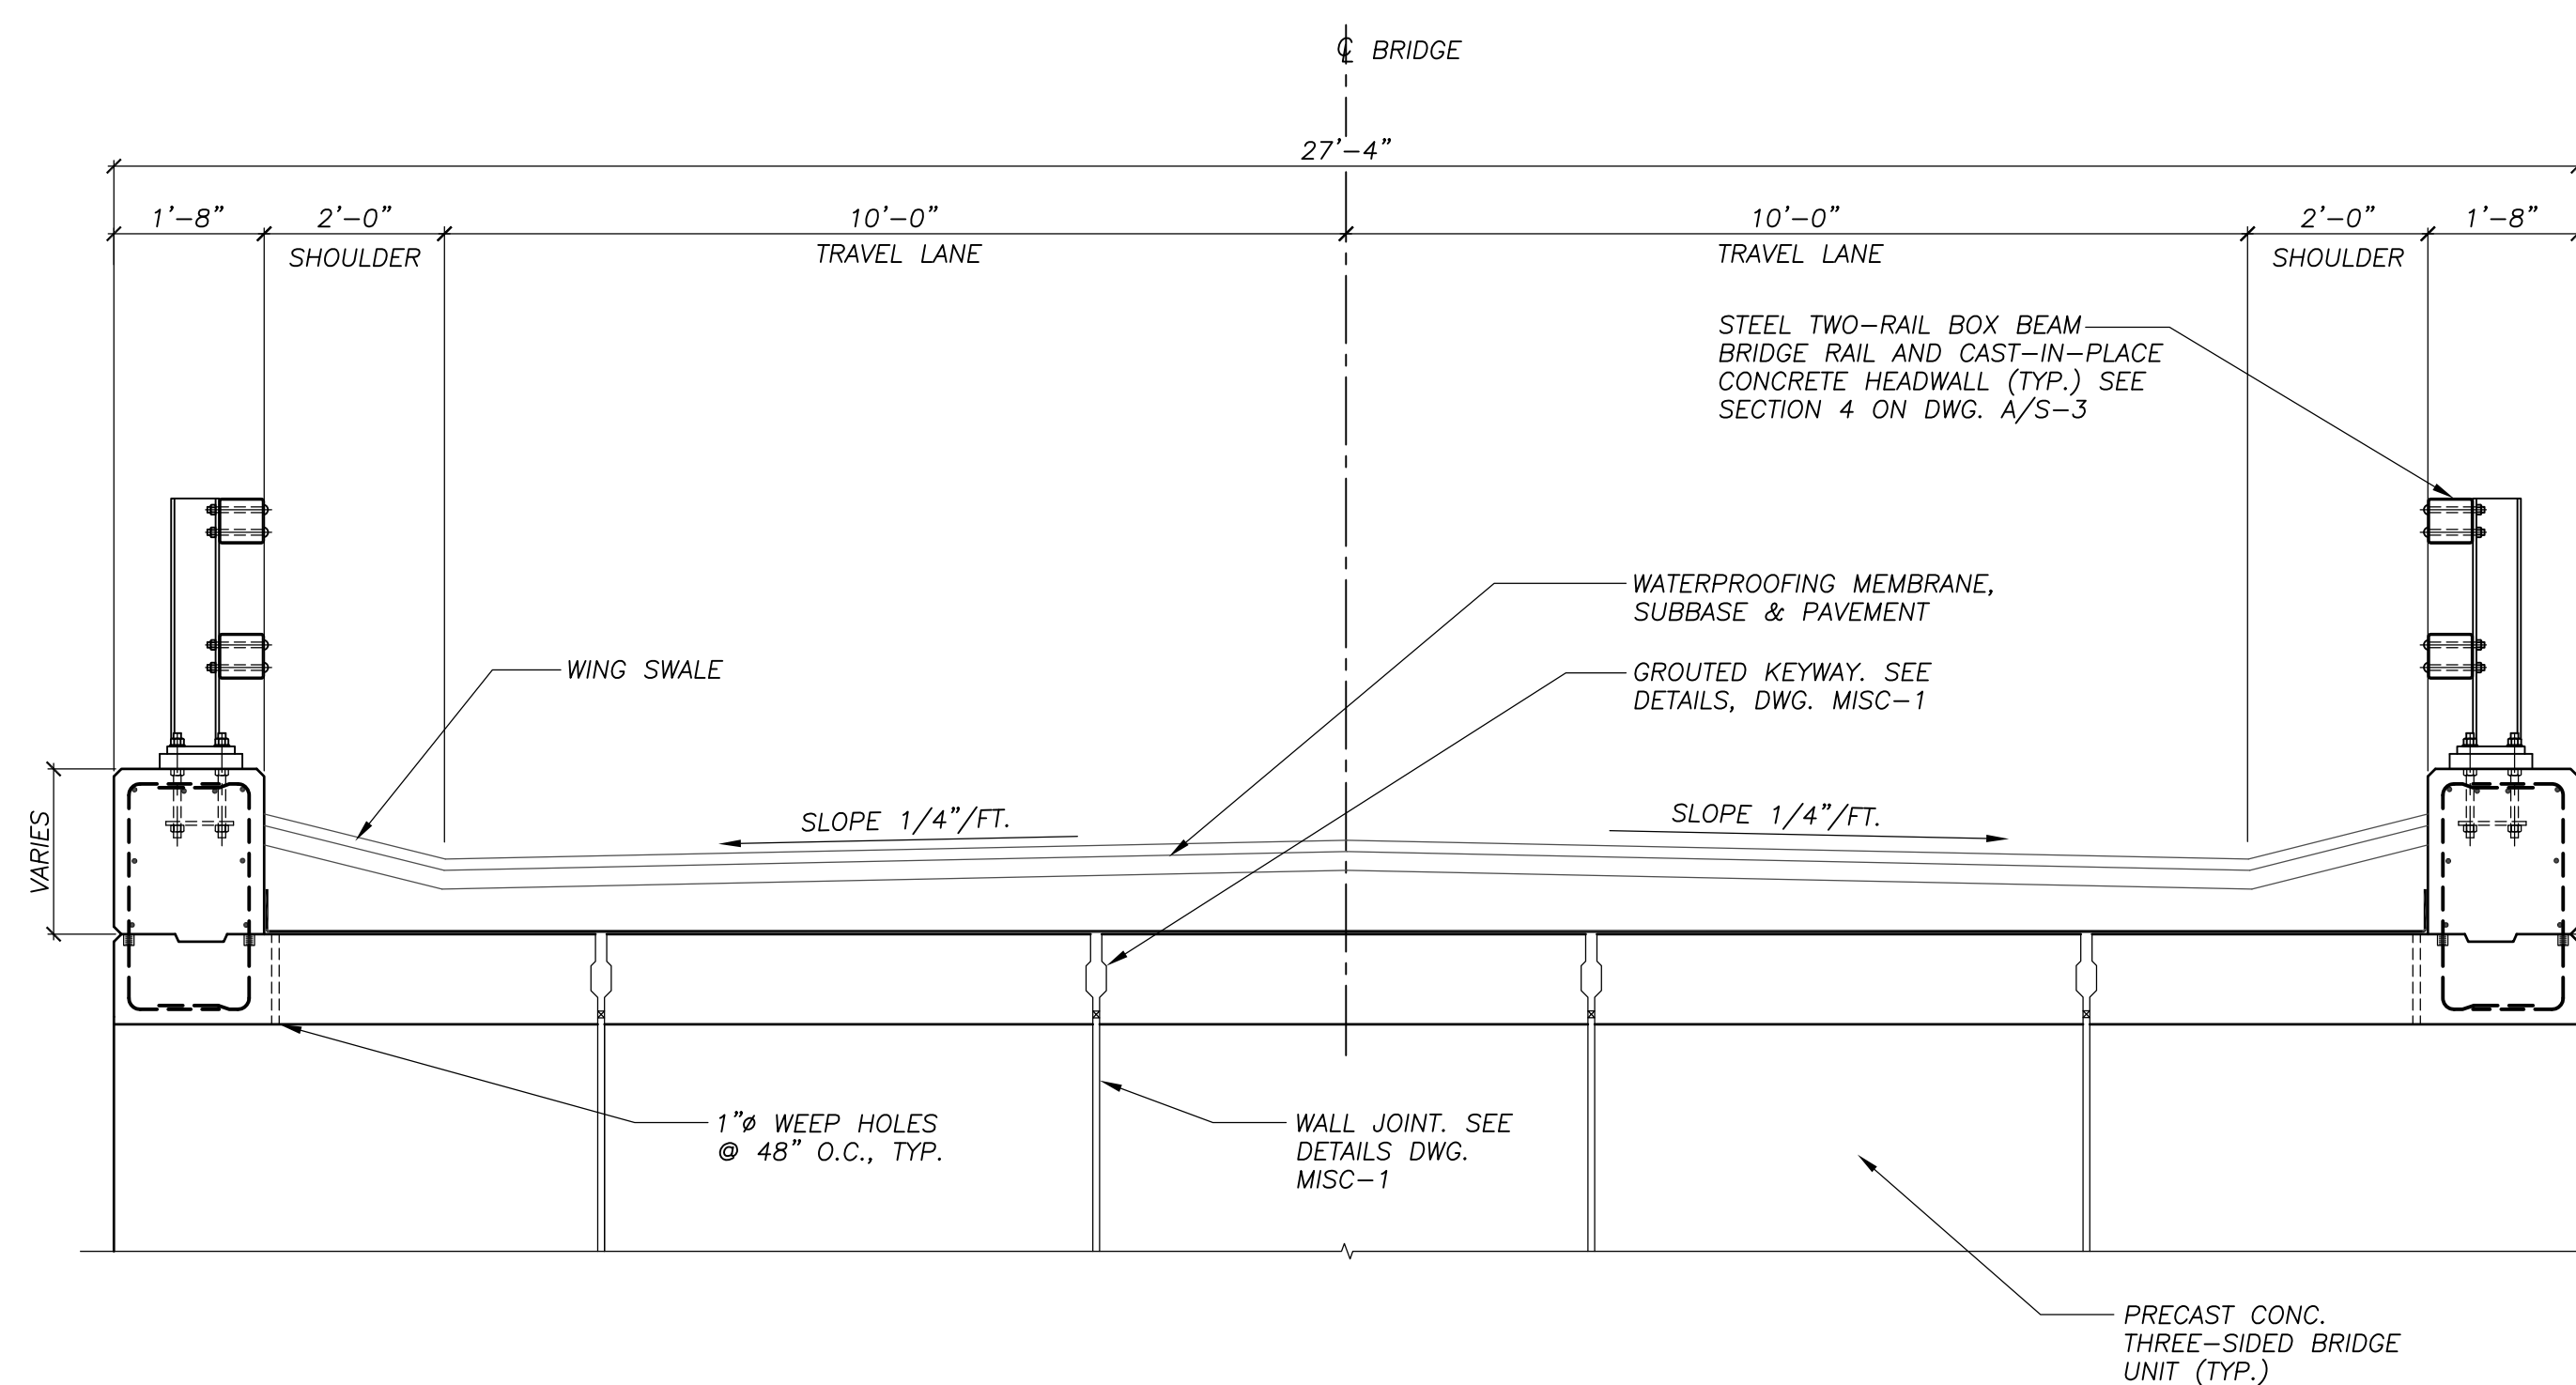 ℄ BRIDGE
27'-4"
1'-8"
2'-0"
10'-0"
10'-0"
2'-0"
1'-8"
SHOULDER
TRAVEL LANE
TRAVEL LANE
SHOULDER
STEEL TWO-RAIL BOX BEAM
BRIDGE RAIL AND CAST-IN-PLACE
CONCRETE HEADWALL (TYP.) SEE
SECTION 4 ON DWG. A/S-3
WATERPROOFING MEMBRANE,
SUBBASE & PAVEMENT
GROUTED KEYWAY. SEE
DETAILS, DWG. MISC-1
WING SWALE
SLOPE 1/4"/FT.
SLOPE 1/4"/FT.
VARIES
1"ø WEEP HOLES
@ 48" O.C., TYP.
WALL JOINT. SEE
DETAILS DWG.
MISC-1
PRECAST CONC.
THREE-SIDED BRIDGE
UNIT (TYP.)